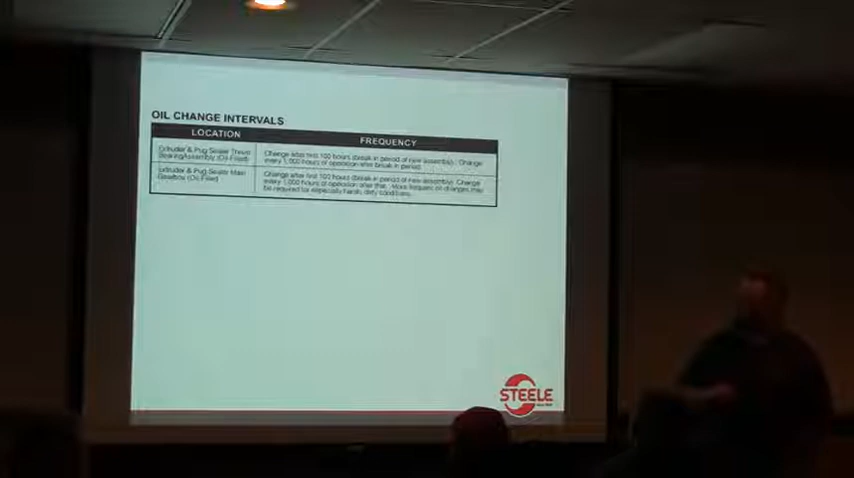 OIL CHANGE INTERVALS
LOCATION
FREQUENCY
Extruder & Pug Sealer Thrust
Bearing Assembly (Oil Filled)
Change after first 100 hours (break in period of new assembly). Change
every 1,000 hours of operation after break in period.
Extruder & Pug Sealer Main
Gearbox (Oil Filled)
Change after first 100 hours (break in period of new assembly). Change
every 1,000 hours of operation after that. More frequent oil changes may
be required for especially harsh, dirty conditions.
STEELE